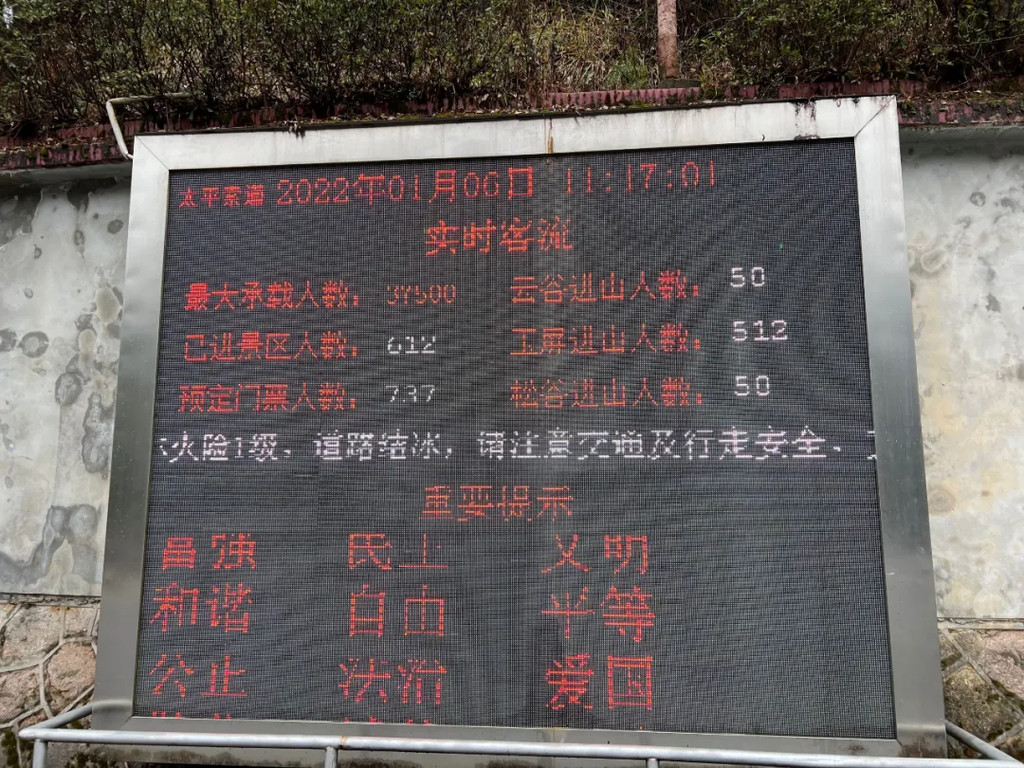 太平索道 2022年01月06日 11:17:01
实时客流
最大承载人数： 37500 云谷进山人数： 50
已进景区人数： 612 玉屏进山人数： 512
预定门票人数： 737 松谷进山人数： 50
火险1级，道路结冰，请注意交通及行走安全、
重要提示
富强 民主 文明
和谐 自由 平等
公正 法治 爱国